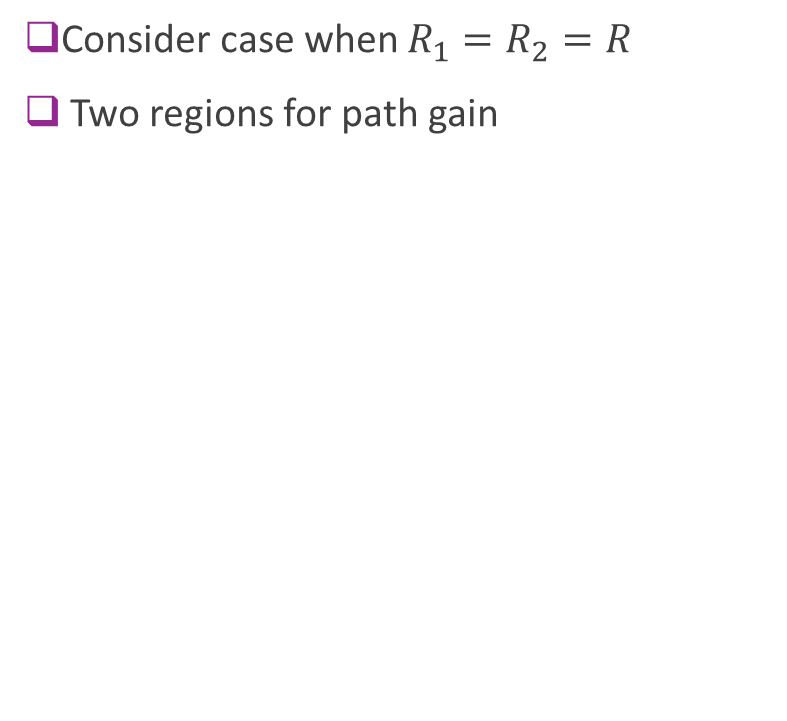 ❑Consider case when R₁ = R₂ = R
❑ Two regions for path gain